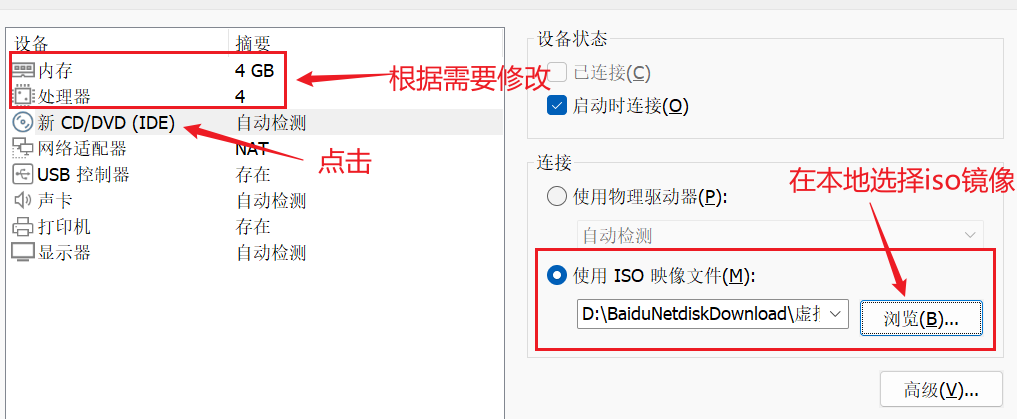 设备 摘要
内存 4 GB
处理器 4
根据需要修改
新 CD/DVD (IDE) 自动检测
网络适配器 NAT
点击
USB 控制器 存在
声卡 自动检测
打印机 存在
显示器 自动检测
设备状态
已连接(C)
启动时连接(O)
连接
在本地选择iso镜像
使用物理驱动器(P):
自动检测
使用 ISO 映像文件(M):
D:\BaiduNetdiskDownload\虚
浏览(B)...
高级(V)...